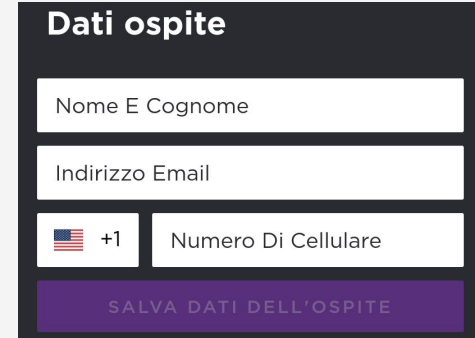 Dati ospite
Nome E Cognome
Indirizzo Email
+1 Numero Di Cellulare
SALVA DATI DELL'OSPITE